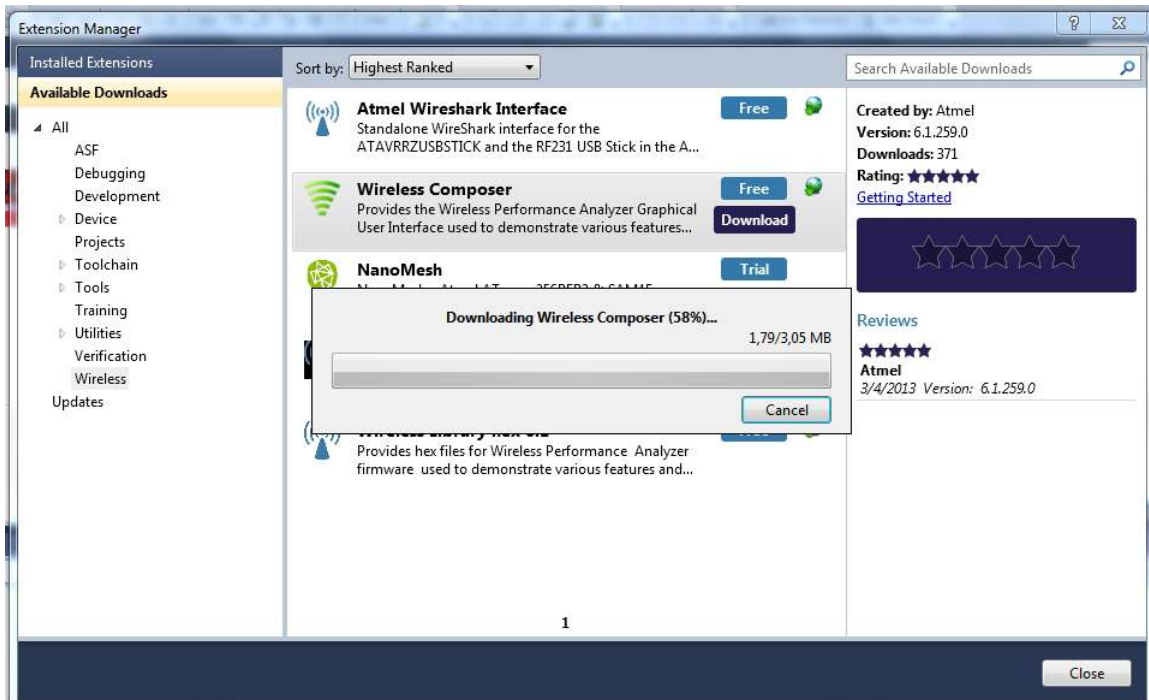 Extension Manager
Installed Extensions
Available Downloads
All
ASF
Debugging
Development
Device
Projects
Toolchain
Tools
Training
Utilities
Verification
Wireless
Updates
Sort by: Highest Ranked
Atmel Wireshark Interface
Free
Standalone WireShark interface for the
ATAVRRZUSBSTICK and the RF231 USB Stick in the A...
Wireless Composer
Free
Provides the Wireless Performance Analyzer Graphical
User Interface used to demonstrate various features...
Download
NanoMesh
Trial
Downloading Wireless Composer (58%)...
1,79/3,05 MB
Cancel
Provides hex files for Wireless Performance Analyzer
firmware used to demonstrate various features and...
1
Search Available Downloads
Created by: Atmel
Version: 6.1.259.0
Downloads: 371
Rating:
Getting Started
Reviews
Atmel
3/4/2013 Version: 6.1.259.0
Close